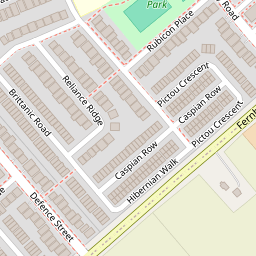 Park
Road
Rubicon Place
Pictou Crescent
Reliance Ridge
Brittanic Road
Caspian Row
Pictou Crescent
Fernh
Caspian Row
Hibernian Walk
Defence Street